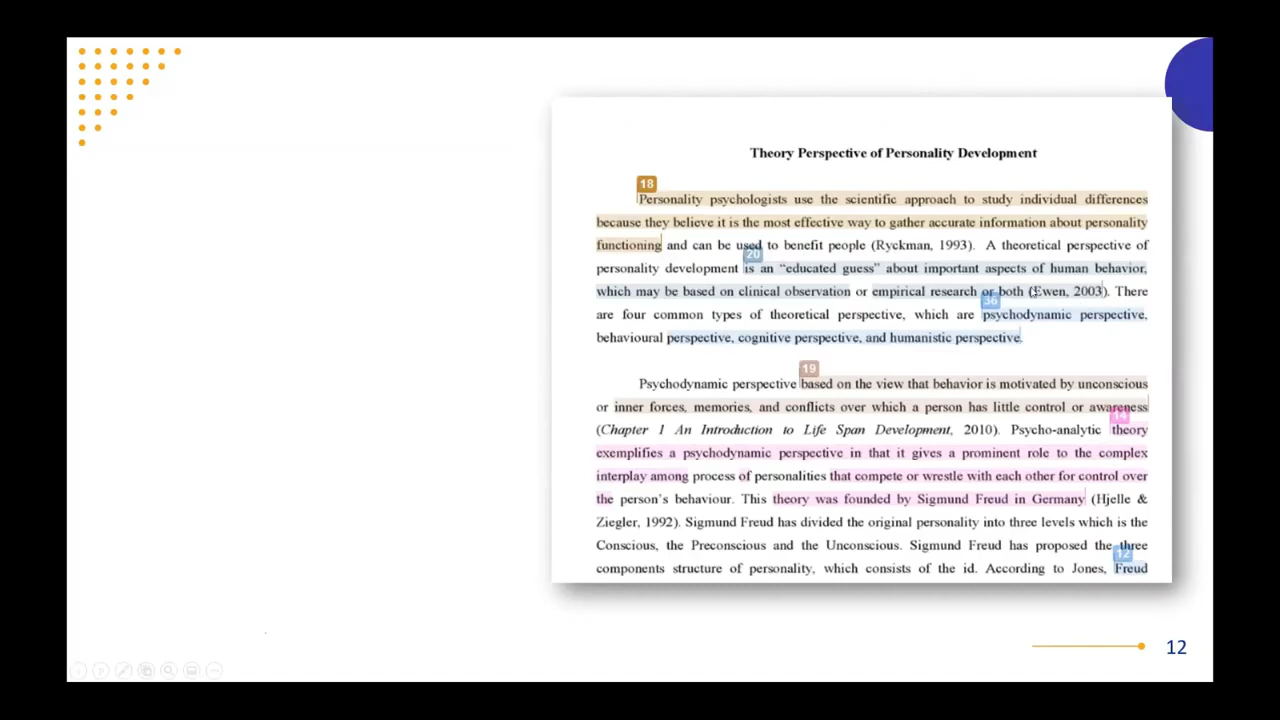 Theory Perspective of Personality Development
18
Personality psychologists use the scientific approach to study individual differences
because they believe it is the most effective way to gather accurate information about personality
functioning and can be used to benefit people (Ryckman, 1993). A theoretical perspective of
20
personality development is an “educated guess” about important aspects of human behavior,
which may be based on clinical observation or empirical research or both (Ewen, 2003). There
36
are four common types of theoretical perspective, which are psychodynamic perspective,
behavioural perspective, cognitive perspective, and humanistic perspective.
19
Psychodynamic perspective based on the view that behavior is motivated by unconscious
or inner forces, memories, and conflicts over which a person has little control or awareness
14
(Chapter 1 An Introduction to Life Span Development, 2010). Psycho-analytic theory
exemplifies a psychodynamic perspective in that it gives a prominent role to the complex
interplay among process of personalities that compete or wrestle with each other for control over
the person’s behaviour. This theory was founded by Sigmund Freud in Germany (Hjelle &
Ziegler, 1992). Sigmund Freud has divided the original personality into three levels which is the
Conscious, the Preconscious and the Unconscious. Sigmund Freud has proposed the three
12
components structure of personality, which consists of the id. According to Jones, Freud
12